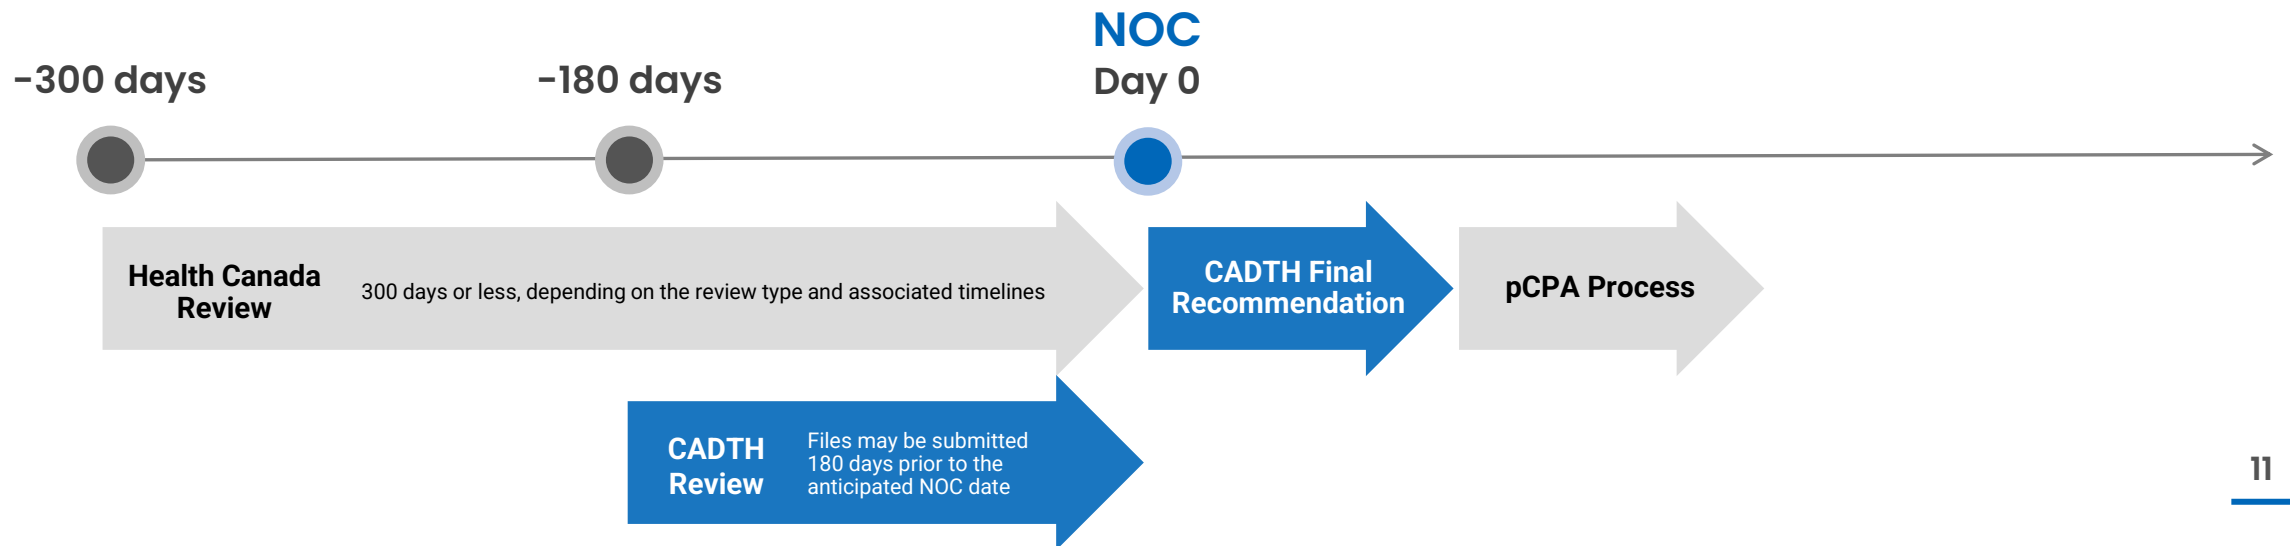 NOC
-300 days
-180 days
Day 0
Health Canada
Review
300 days or less, depending on the review type and associated timelines
CADTH Final
Recommendation
pCPA Process
CADTH
Review
Files may be submitted
180 days prior to the
anticipated NOC date
11